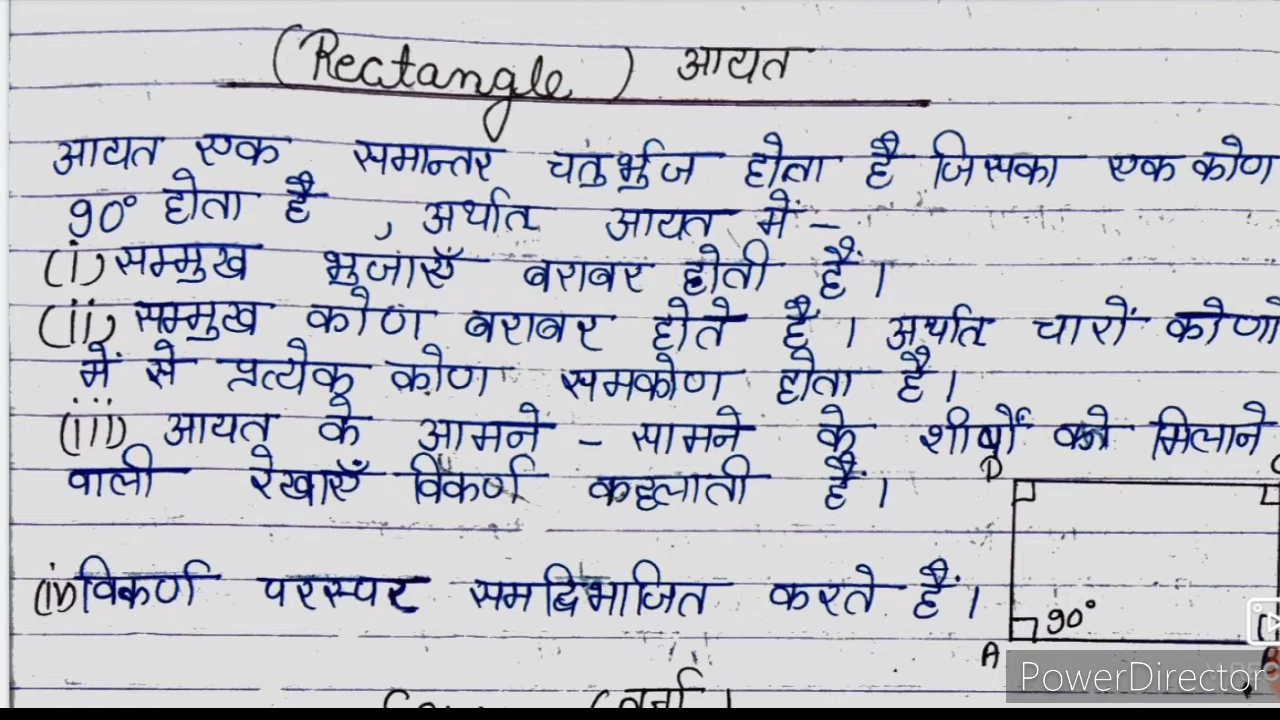 (Rectangle) आयत
आयत एक समान्तर चतुर्भुज होता है जिसका एक कोण
90° होता है, अर्थात आयत में -
(i) सम्मुख भुजाएँ बराबर होती हैं।
(ii) सम्मुख कोण बराबर होते हैं। अर्थात चारों कोणो
में से प्रत्येक कोण समकोण होता है।
(iii) आयत के आमने - सामने के शीर्षों को मिलाने
वाली रेखाएँ विकर्ण कहलाती हैं।
D
(iv) विकर्ण परस्पर समद्विभाजित करते हैं।
90°
A B
PowerDirector